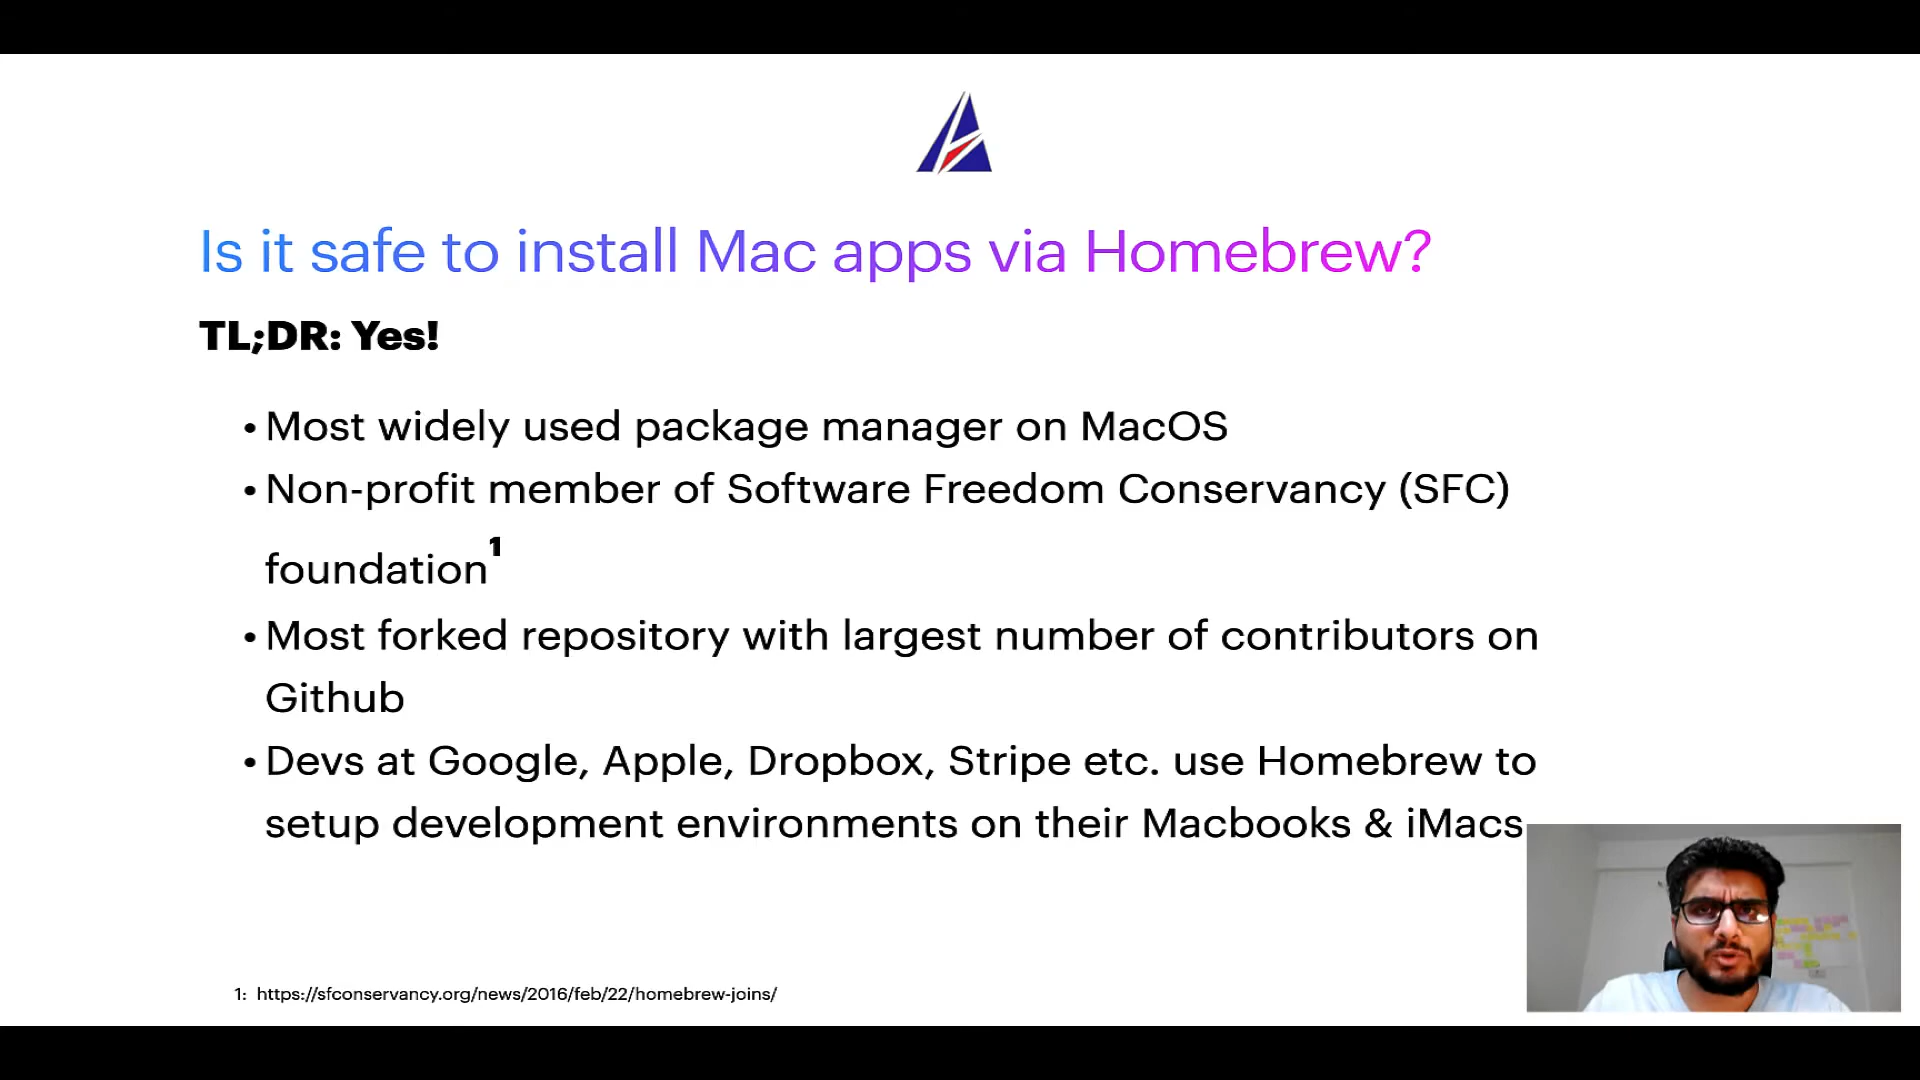 Is it safe to install Mac apps via Homebrew?
TL;DR: Yes!
• Most widely used package manager on MacOS
• Non-profit member of Software Freedom Conservancy (SFC)
foundation1
• Most forked repository with largest number of contributors on
Github
• Devs at Google, Apple, Dropbox, Stripe etc. use Homebrew to
setup development environments on their Macbooks & iMacs
1: https://sfconservancy.org/news/2016/feb/22/homebrew-joins/